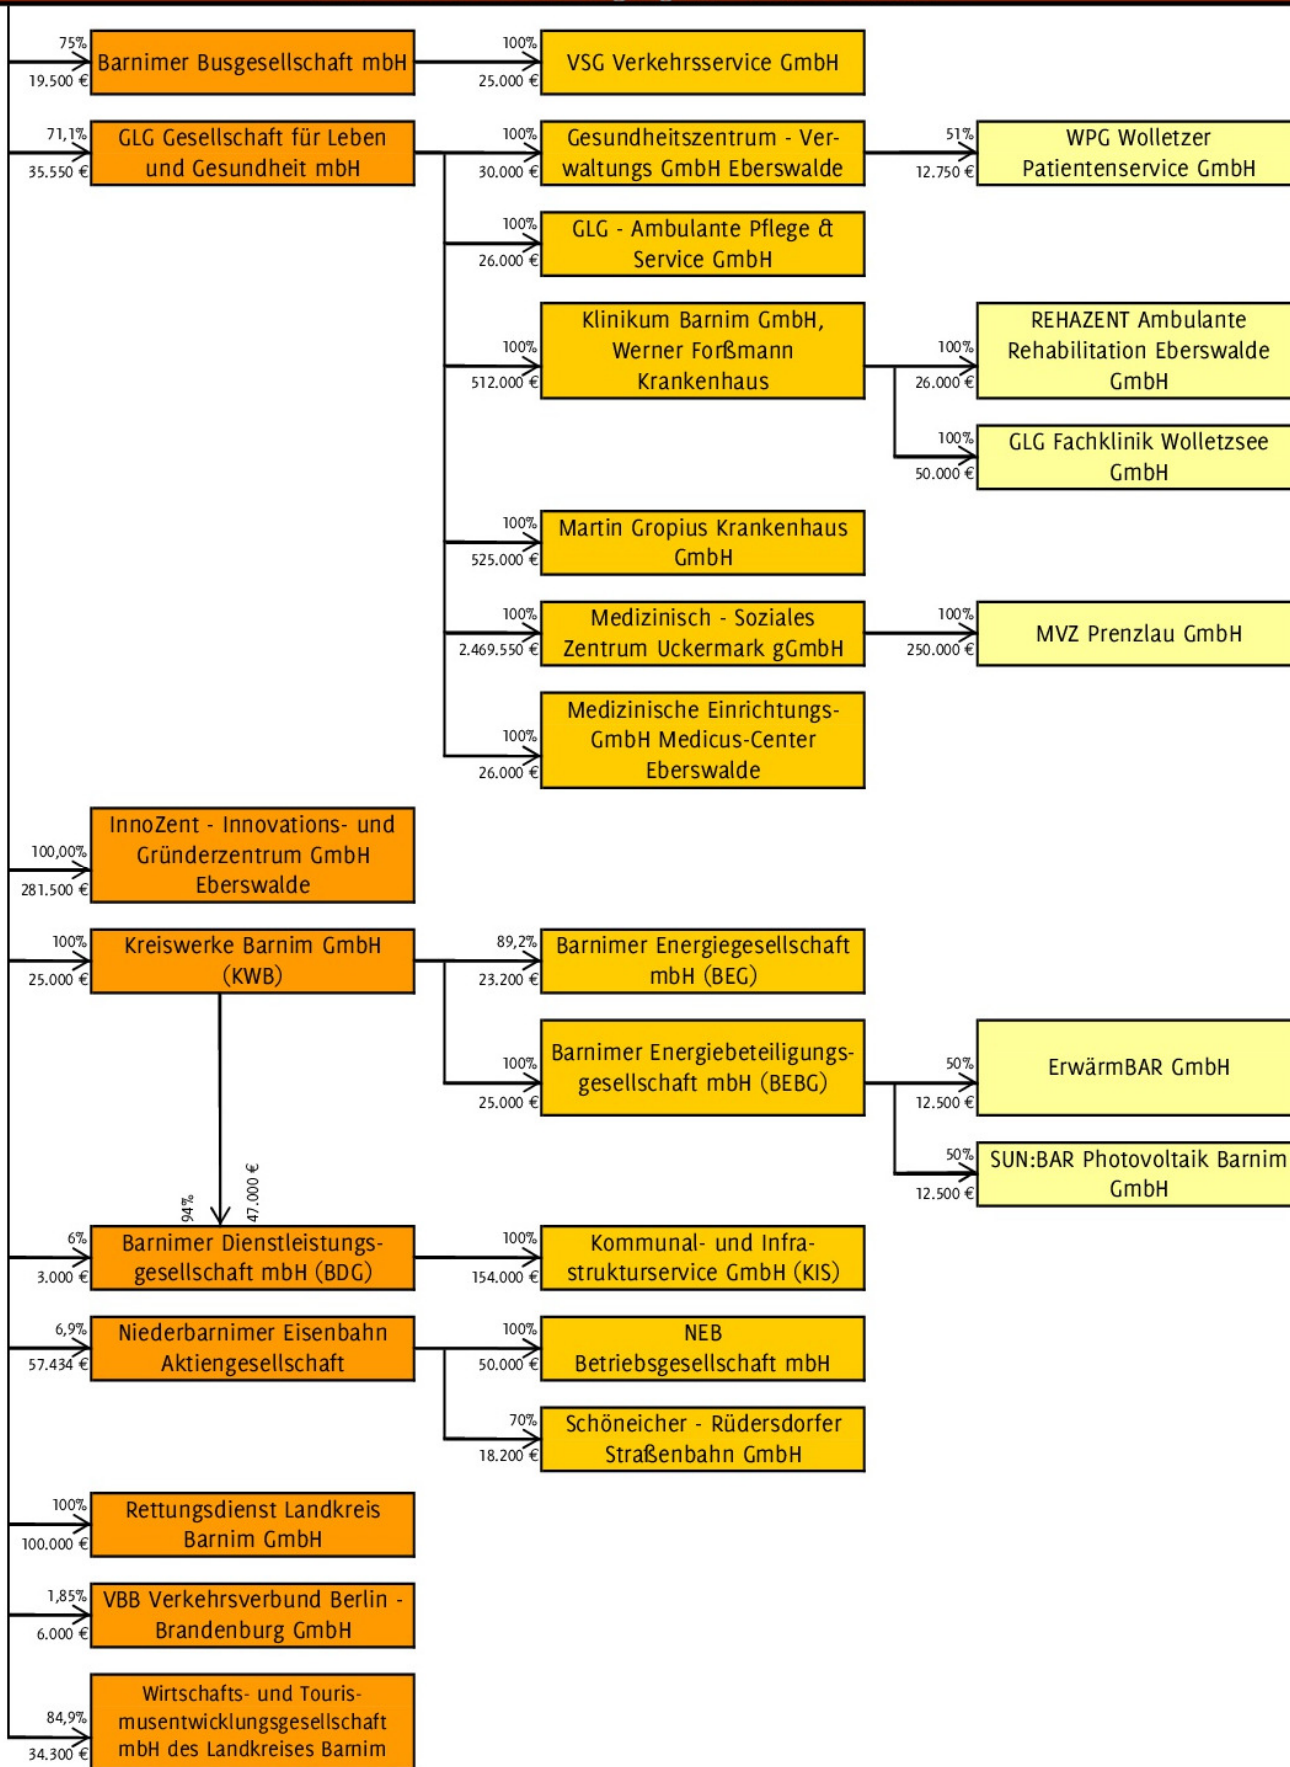 75%
19.500 €
Barnimer Busgesellschaft mbH
100%
25.000 €
VSG Verkehrsservice GmbH
71,1%
35.550 €
GLG Gesellschaft für Leben
und Gesundheit mbH
100%
30.000 €
Gesundheitszentrum - Ver-
waltungs GmbH Eberswalde
51%
12.750 €
WPG Wolletzer
Patientenservice GmbH
100%
26.000 €
GLG - Ambulante Pflege &
Service GmbH
100%
512.000 €
Klinikum Barnim GmbH,
Werner Forßmann
Krankenhaus
100%
26.000 €
REHAZENT Ambulante
Rehabilitation Eberswalde
GmbH
100%
50.000 €
GLG Fachklinik Wolletzsee
GmbH
100%
525.000 €
Martin Gropius Krankenhaus
GmbH
100%
2.469.550 €
Medizinisch - Soziales
Zentrum Uckermark gGmbH
100%
250.000 €
MVZ Prenzlau GmbH
100%
26.000 €
Medizinische Einrichtungs-
GmbH Medicus-Center
Eberswalde
100,00%
281.500 €
InnoZent - Innovations- und
Gründerzentrum GmbH
Eberswalde
100%
25.000 €
Kreiswerke Barnim GmbH
(KWB)
89,2%
23.200 €
Barnimer Energiegesellschaft
mbH (BEG)
100%
25.000 €
Barnimer Energiebeteiligungs-
gesellschaft mbH (BEBG)
50%
12.500 €
ErwärmBAR GmbH
50%
12.500 €
SUN:BAR Photovoltaik Barnim
GmbH
94%
47.000 €
6%
3.000 €
Barnimer Dienstleistungs-
gesellschaft mbH (BDG)
100%
154.000 €
Kommunal- und Infra-
strukturservice GmbH (KIS)
6,9%
57.434 €
Niederbarnimer Eisenbahn
Aktiengesellschaft
100%
50.000 €
NEB
Betriebsgesellschaft mbH
70%
18.200 €
Schöneicher - Rüdersdorfer
Straßenbahn GmbH
100%
100.000 €
Rettungsdienst Landkreis
Barnim GmbH
1,85%
6.000 €
VBB Verkehrsverbund Berlin -
Brandenburg GmbH
84,9%
34.300 €
Wirtschafts- und Touris-
musentwicklungsgesellschaft
mbH des Landkreises Barnim